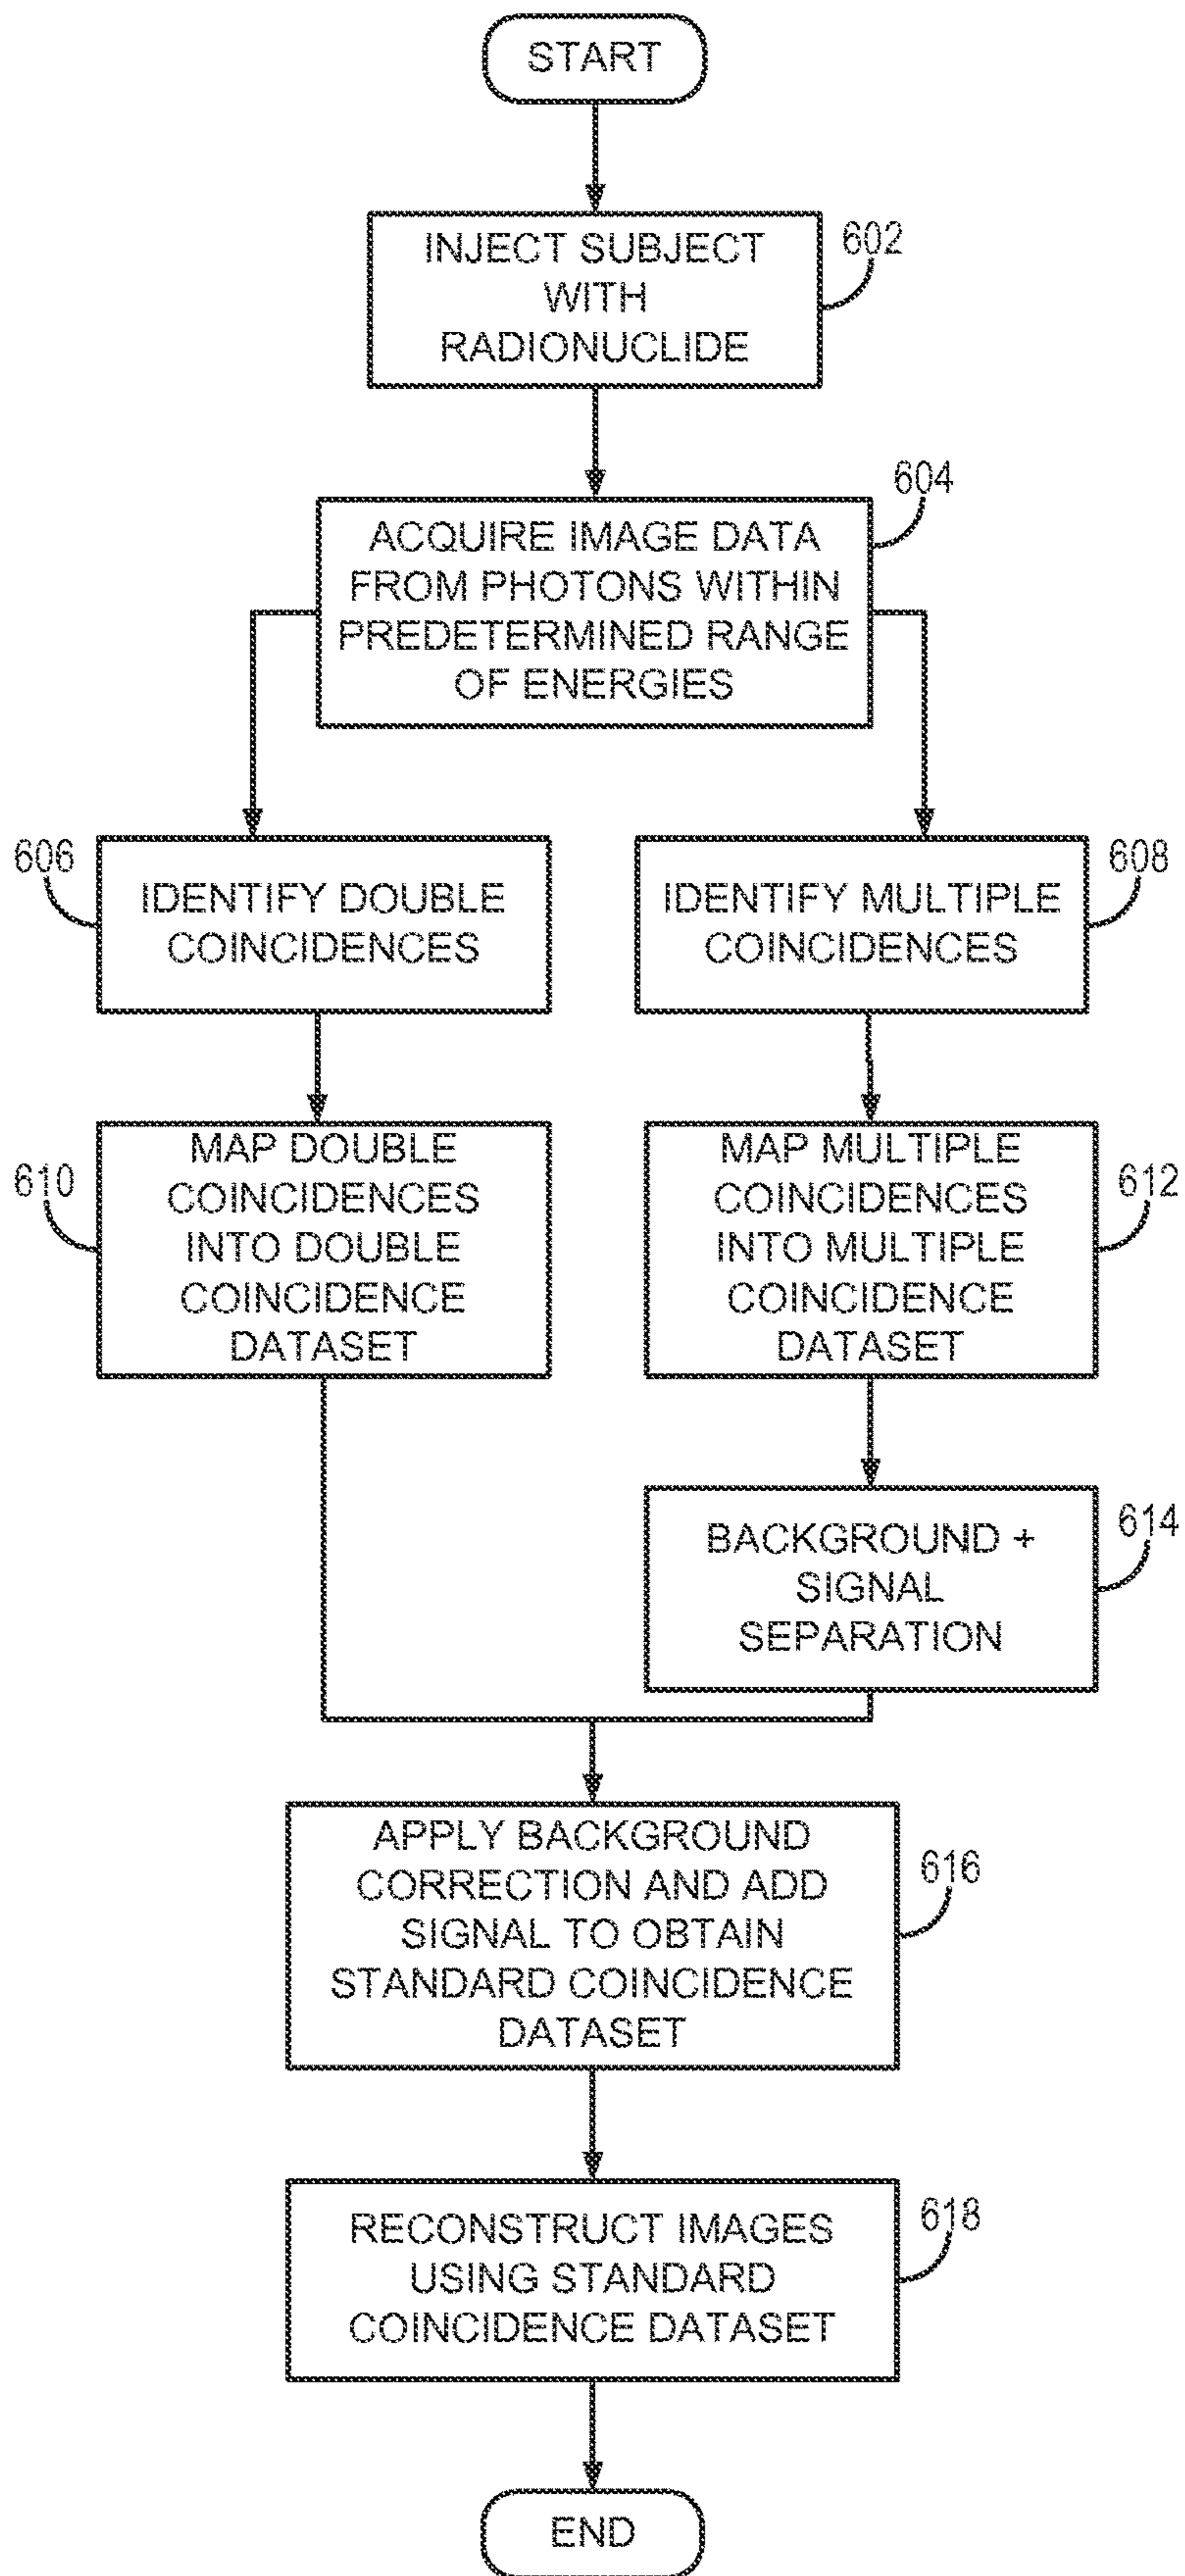 START
INJECT SUBJECT
WITH
RADIONUCLIDE
602
ACQUIRE IMAGE DATA
FROM PHOTONS WITHIN
PREDETERMINED RANGE
OF ENERGIES
604
606
IDENTIFY DOUBLE
COINCIDENCES
IDENTIFY MULTIPLE
COINCIDENCES
608
610
MAP DOUBLE
COINCIDENCES
INTO DOUBLE
COINCIDENCE
DATASET
MAP MULTIPLE
COINCIDENCES
INTO MULTIPLE
COINCIDENCE
DATASET
612
BACKGROUND +
SIGNAL
SEPARATION
614
APPLY BACKGROUND
CORRECTION AND ADD
SIGNAL TO OBTAIN
STANDARD COINCIDENCE
DATASET
616
RECONSTRUCT IMAGES
USING STANDARD
COINCIDENCE DATASET
618
END